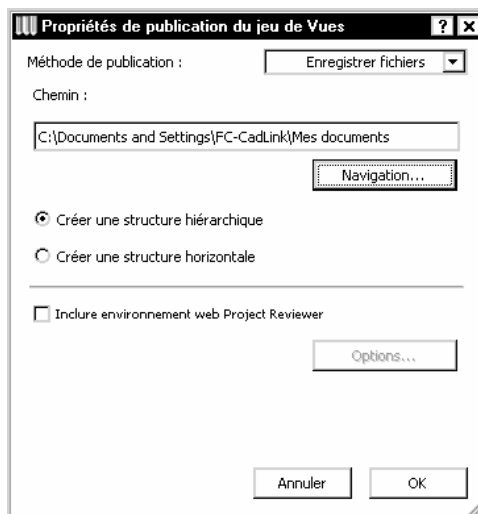 Propriétés de publication du jeu de Vues ? ×
Méthode de publication : Enregistrer fichiers
Chemin :
C:\Documents and Settings\FC-CadLink\Mes documents
Navigation...
Créer une structure hiérarchique
Créer une structure horizontale
Inclure environnement web Project Reviewer
Options...
Annuler OK